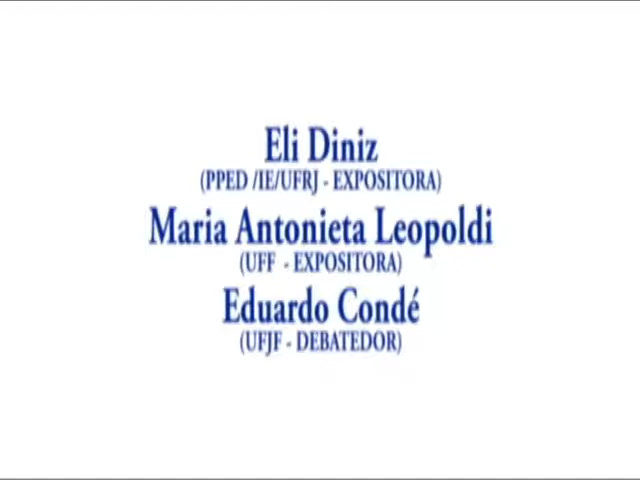 Eli Diniz
(PPED /IE/UFRJ - EXPOSITORA)
Maria Antonieta Leopoldi
(UFF - EXPOSITORA)
Eduardo Condé
(UFJF - DEBATEDOR)